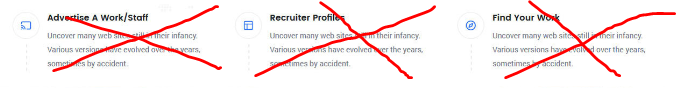 Advertise A Work/Staff
Uncover many web sites still in their infancy.
Various versions have evolved over the years,
sometimes by accident.
Recruiter Profiles
Uncover many web sites still in their infancy.
Various versions have evolved over the years,
sometimes by accident.
Find Your Work
Uncover many web sites still in their infancy.
Various versions have evolved over the years,
sometimes by accident.